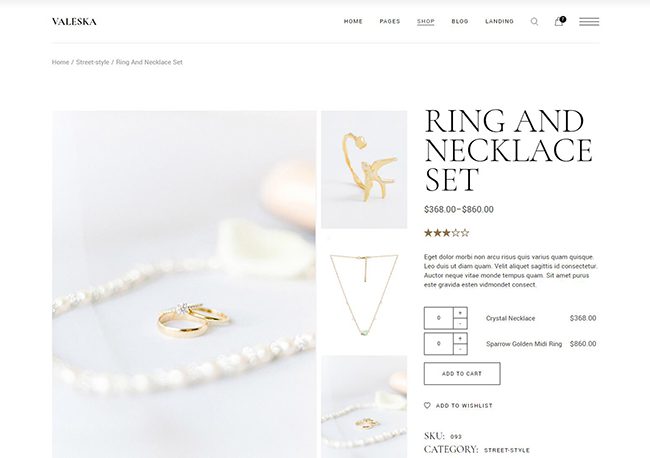 VALESKA
HOME PAGES SHOP BLOG LANDING
Home / Street-style / Ring And Necklace Set
RING AND
NECKLACE
SET
$368.00–$860.00
Eget dolor morbi non arcu risus quis varius quam quisque.
Leo duis ut diam quam. Velit aliquet sagittis id consectetur.
Auctor neque vitae monde tempus quam. Sit amet purus
este gravida esten vidmondet consect.
0 + - Crystal Necklace $368.00
0 + - Sparrow Golden Midi Ring $860.00
ADD TO CART
ADD TO WISHLIST
SKU: 093
CATEGORY: STREET-STYLE